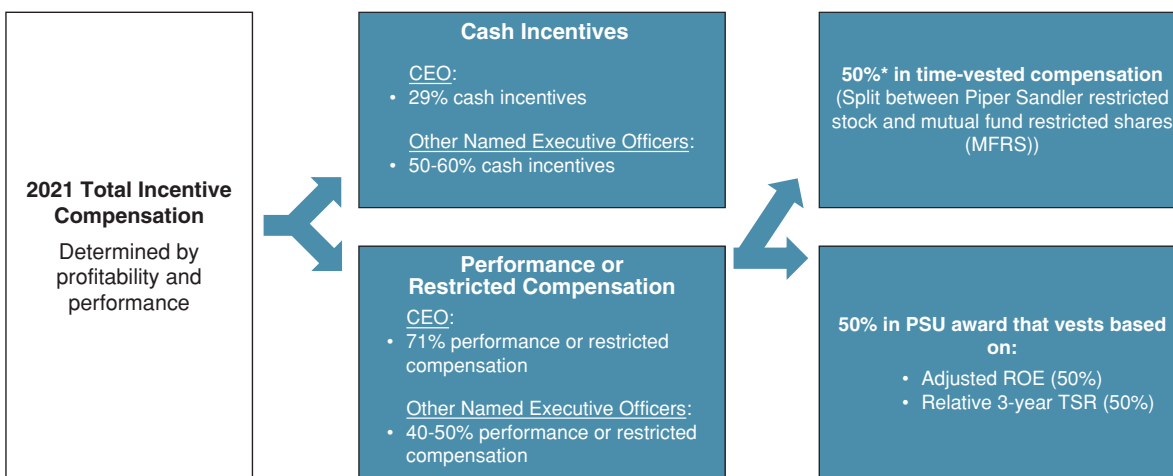 2021 Total Incentive
Compensation
Determined by
profitability and
performance
Cash Incentives
CEO:
• 29% cash incentives
Other Named Executive Officers:
• 50-60% cash incentives
Performance or
Restricted Compensation
CEO:
• 71% performance or restricted
compensation
Other Named Executive Officers:
• 40-50% performance or restricted
compensation
50%* in time-vested compensation
(Split between Piper Sandler restricted
stock and mutual fund restricted shares
(MFRS))
50% in PSU award that vests based
on:
• Adjusted ROE (50%)
• Relative 3-year TSR (50%)